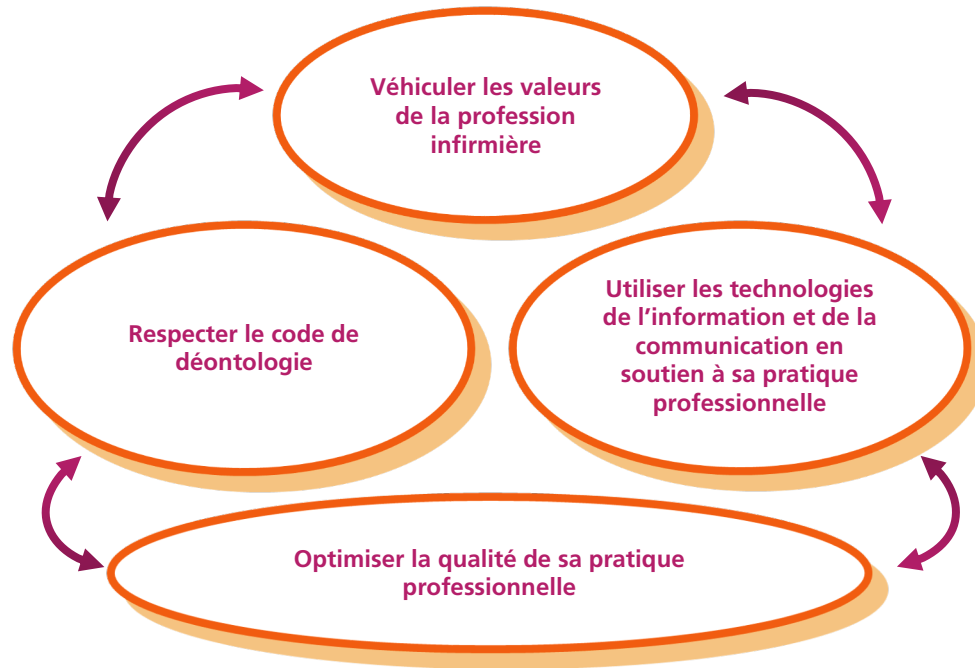 Véhiculer les valeurs
de la profession
infirmière
Respecter le code de
déontologie
Utiliser les technologies
de l'information et de la
communication en
soutien à sa pratique
professionnelle
Optimiser la qualité de sa pratique
professionnelle